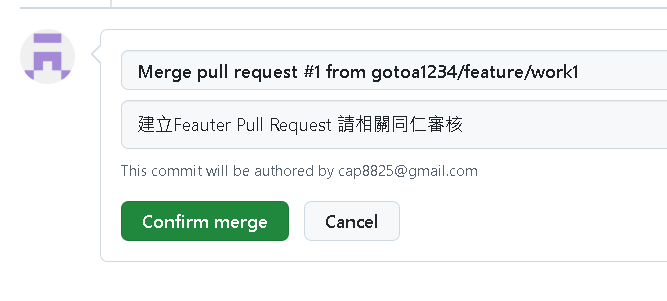 Merge pull request #1 from gotoa1234/feature/work1
建立Feauter Pull Request 請相關同仁審核
This commit will be authored by cap8825@gmail.com
Confirm merge
Cancel